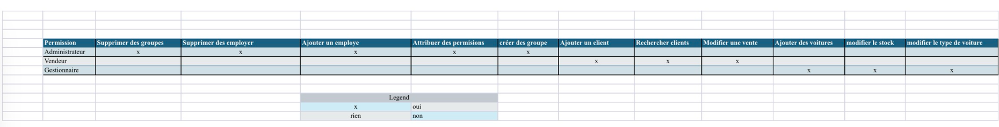 Permission Supprimer des groupes Supprimer des employer Ajouter un employe Attribuer des permisions créer des groupe Ajouter un client Rechercher clients Modifier une vente Ajouter des voitures modifier le stock modifier le type de voiture
Administrateur x x x x x
Vendeur x x x
Gestionnaire x x x
Legend
x oui
rien non